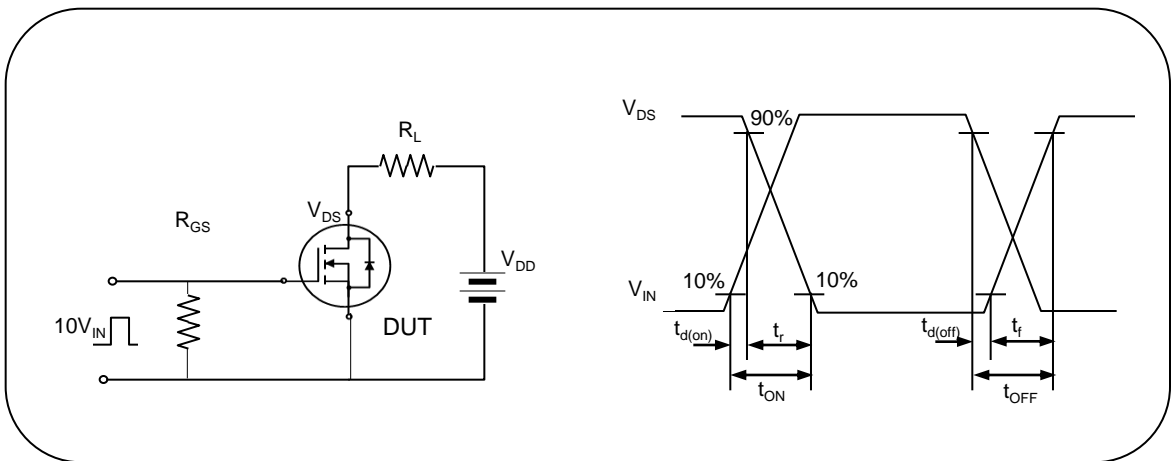 R_L
V_DS
R_GS
V_DD
10V_IN
DUT
V_DS
90%
V_IN
10%
10%
t_d(on)
t_r
t_d(off)
t_f
t_ON
t_OFF